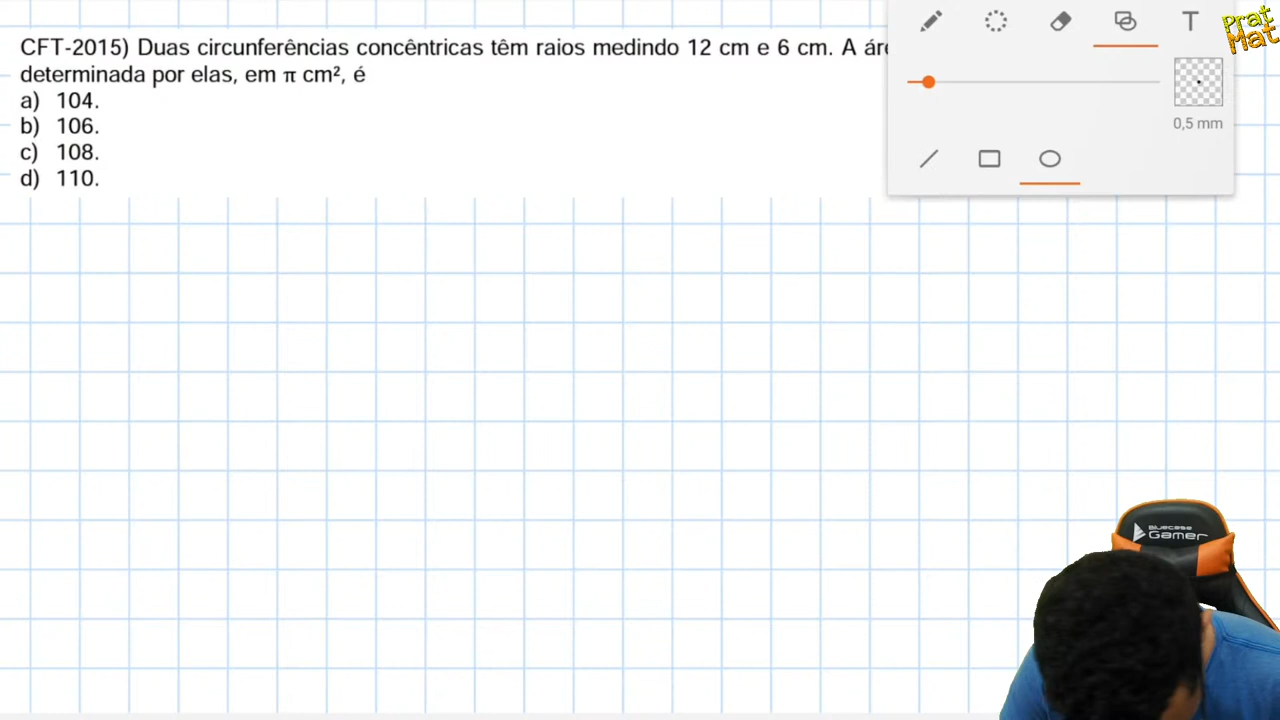 CFT-2015) Duas circunferências concêntricas têm raios medindo 12 cm e 6 cm. A
determinada por elas, em π cm², é
a) 104.
b) 106.
c) 108.
d) 110.
T
0,5 mm
Prat
Mat
BLUECASE
Gamer